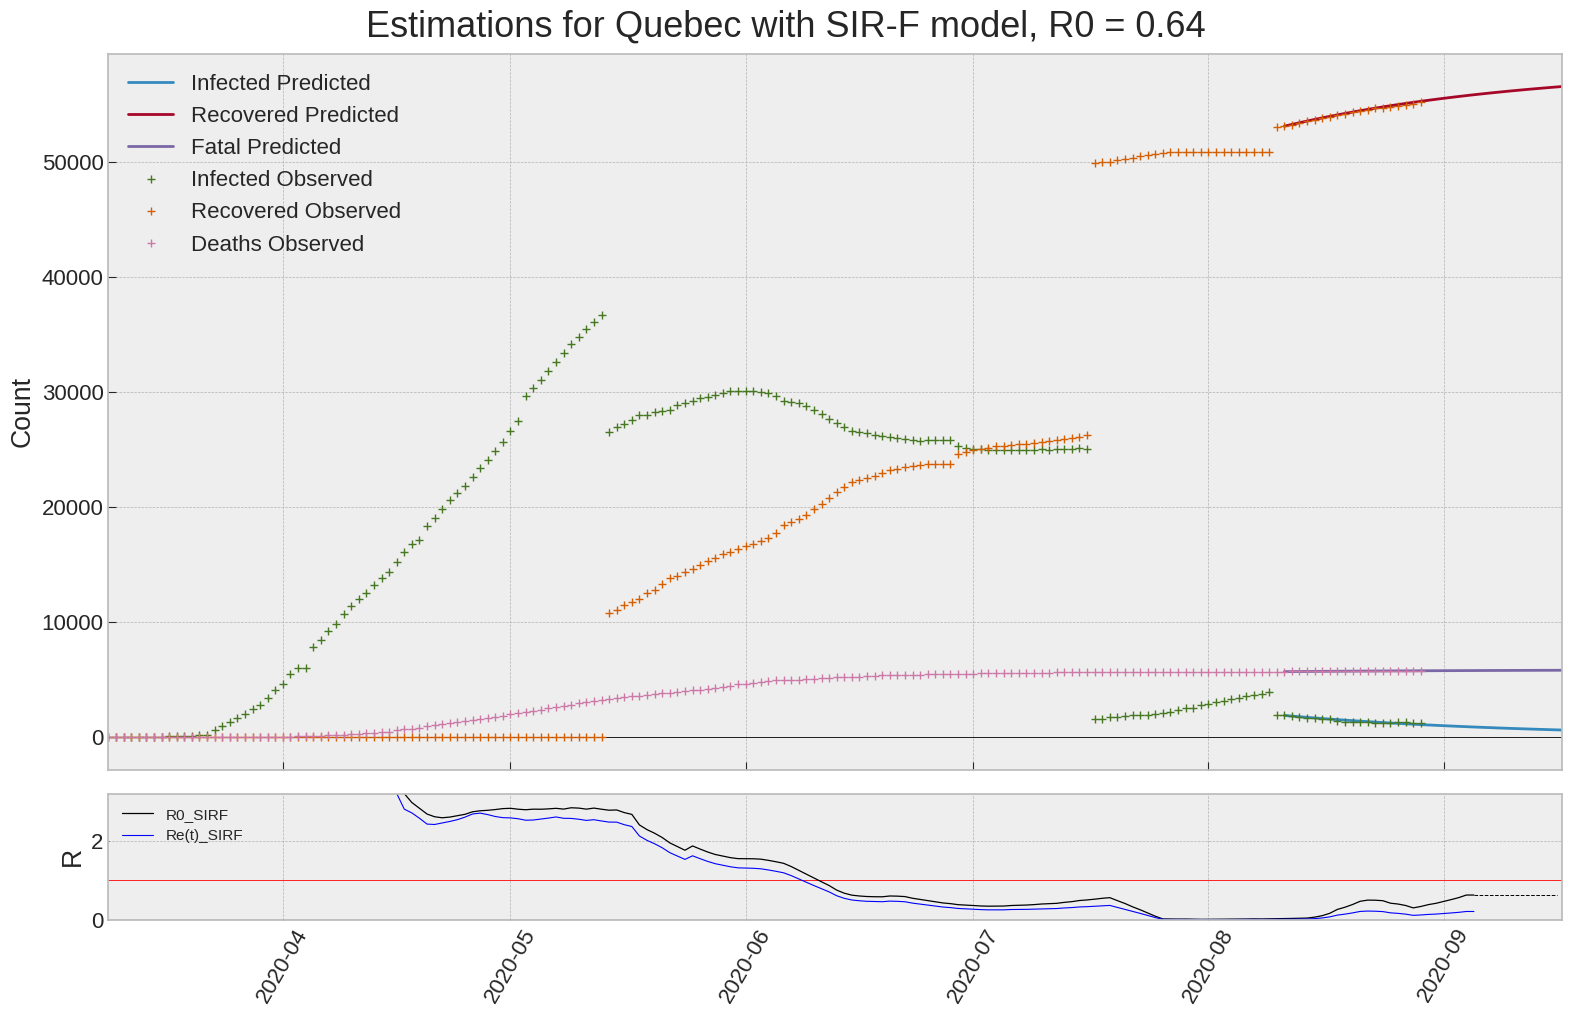 Estimations for Quebec with SIR-F model, R0 = 0.64
Infected Predicted
Recovered Predicted
Fatal Predicted
Infected Observed
Recovered Observed
Deaths Observed
Count
50000
40000
30000
20000
10000
0
R0_SIRF
Re(t)_SIRF
R
2
0
2020-04
2020-05
2020-06
2020-07
2020-08
2020-09